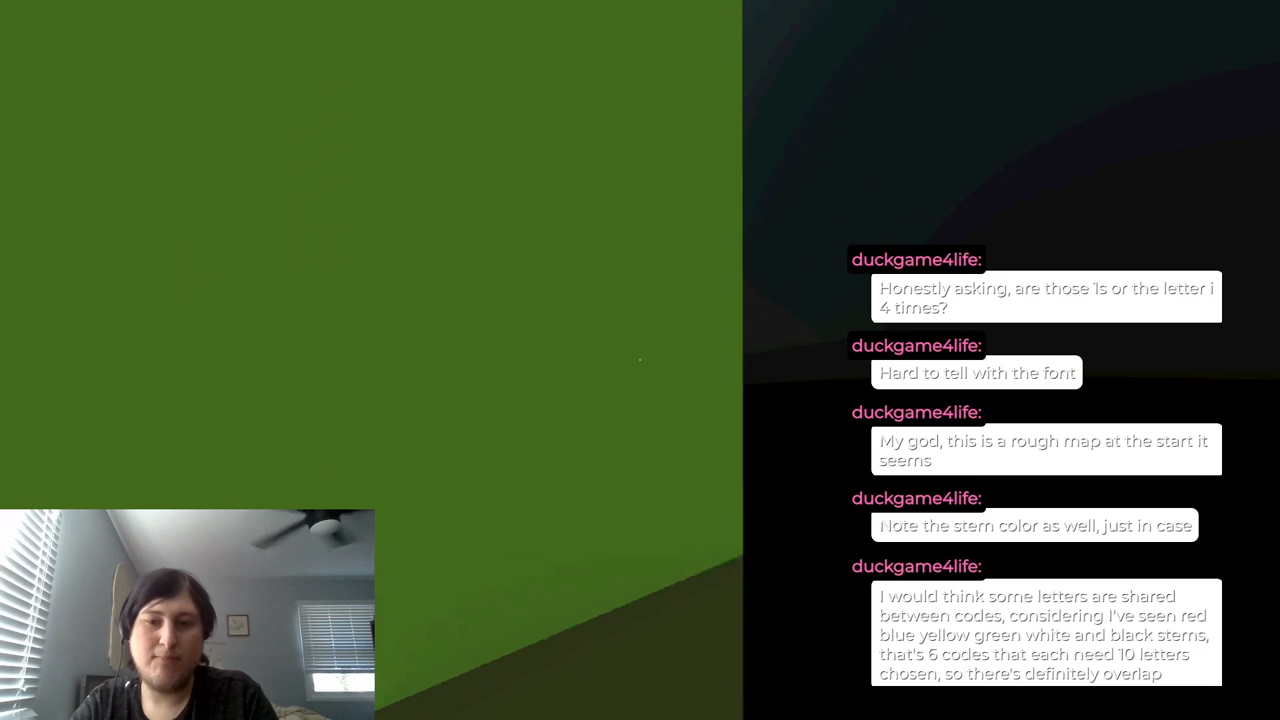 duckgame4life:
Honestly asking, are those 1s or the letter i
4 times?
duckgame4life:
Hard to tell with the font
duckgame4life:
My god, this is a rough map at the start it
seems
duckgame4life:
Note the stem color as well, just in case
duckgame4life:
I would think some letters are shared
between codes, considering I've seen red
blue yellow green white and black stems,
that's 6 codes that each need 10 letters
chosen, so there's definitely overlap